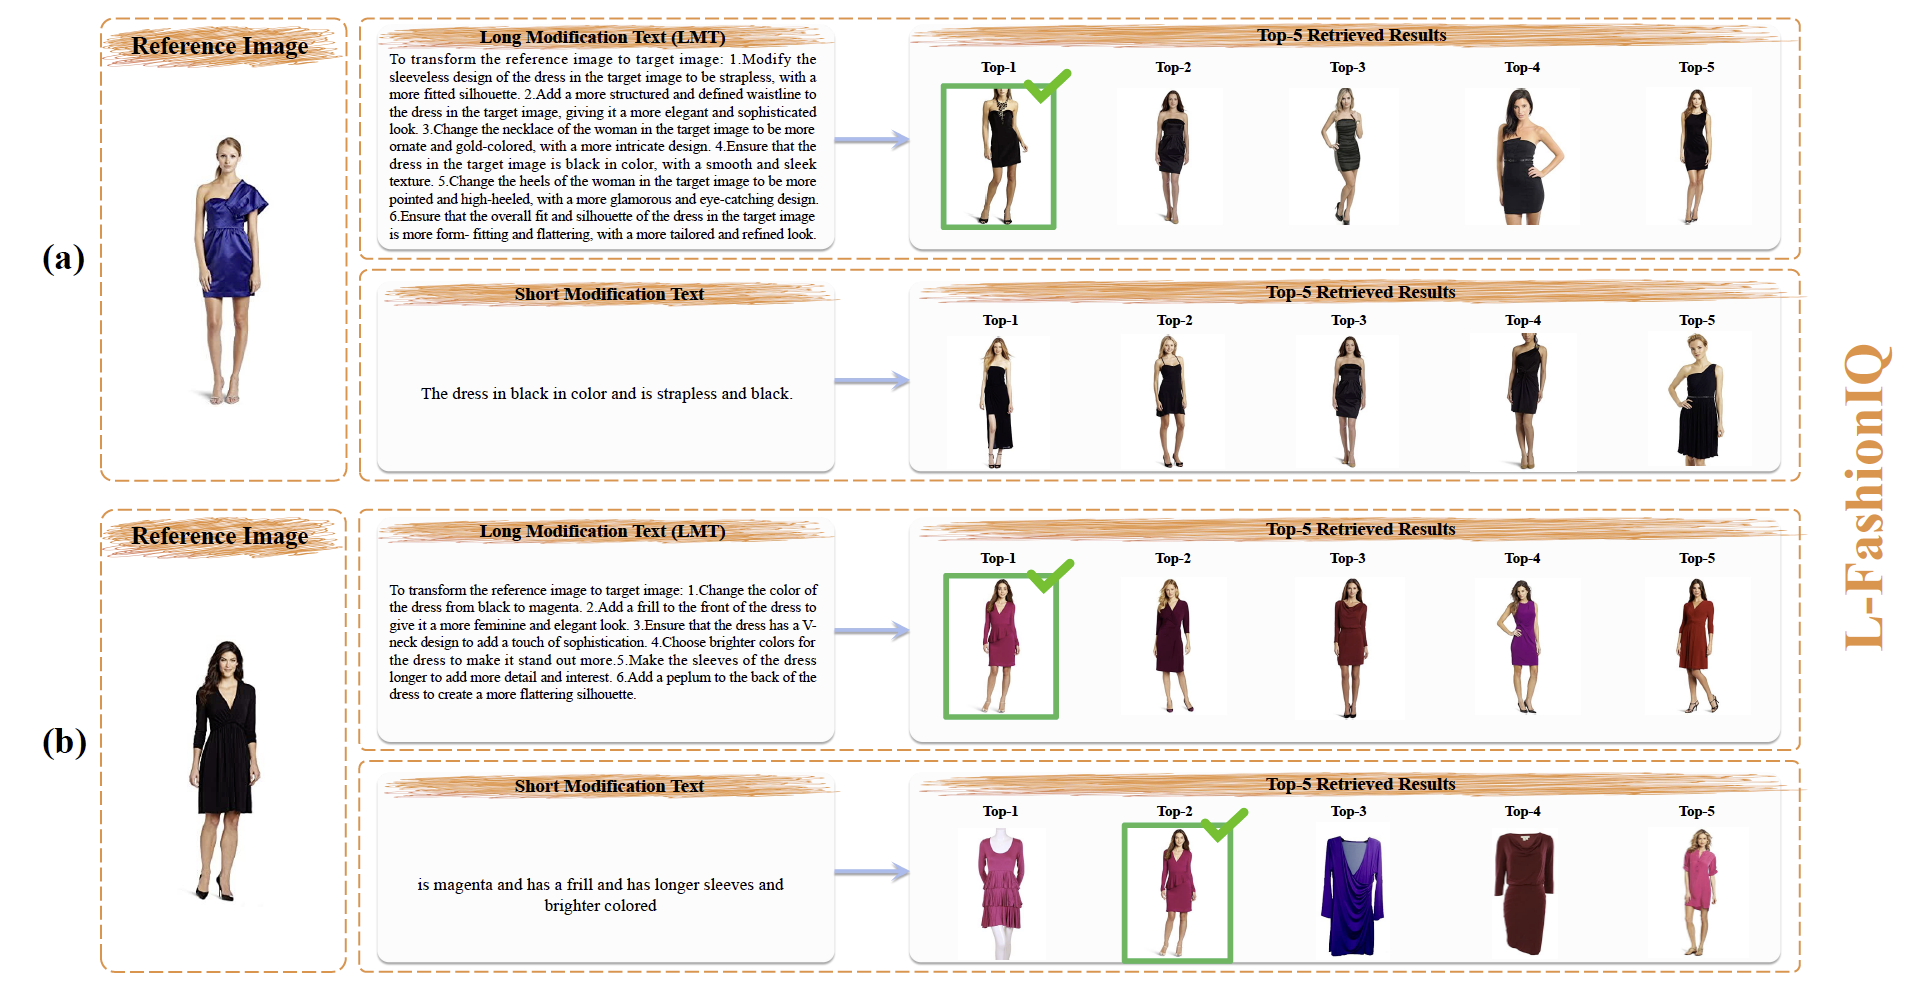 (a)
Reference Image
Long Modification Text (LMT)
To transform the reference image to target image: 1.Modify the
sleeveless design of the dress in the target image to be strapless, with a
more fitted silhouette. 2.Add a more structured and defined waistline to
the dress in the target image, giving it a more elegant and sophisticated
look. 3.Change the necklace of the woman in the target image to be more
ornate and gold-colored, with a more intricate design. 4.Ensure that the
dress in the target image is black in color, with a smooth and sleek
texture. 5.Change the heels of the woman in the target image to be more
pointed and high-heeled, with a more glamorous and eye-catching design.
6.Ensure that the overall fit and silhouette of the dress in the target image
is more form- fitting and flattering, with a more tailored and refined look.
Top-5 Retrieved Results
Top-1 Top-2 Top-3 Top-4 Top-5
Short Modification Text
The dress in black in color and is strapless and black.
Top-5 Retrieved Results
Top-1 Top-2 Top-3 Top-4 Top-5
(b)
Reference Image
Long Modification Text (LMT)
To transform the reference image to target image: 1.Change the color of
the dress from black to magenta. 2.Add a frill to the front of the dress to
give it a more feminine and elegant look. 3.Ensure that the dress has a V-
neck design to add a touch of sophistication. 4.Choose brighter colors for
the dress to make it stand out more.5.Make the sleeves of the dress
longer to add more detail and interest. 6.Add a peplum to the back of the
dress to create a more flattering silhouette.
Top-5 Retrieved Results
Top-1 Top-2 Top-3 Top-4 Top-5
Short Modification Text
is magenta and has a frill and has longer sleeves and
brighter colored
Top-5 Retrieved Results
Top-1 Top-2 Top-3 Top-4 Top-5
L-FashionIQ